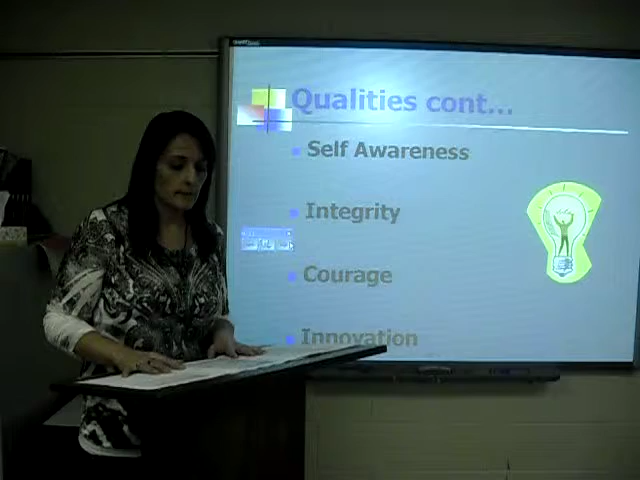 Qualities cont...
Self Awareness
Integrity
Courage
Innovation